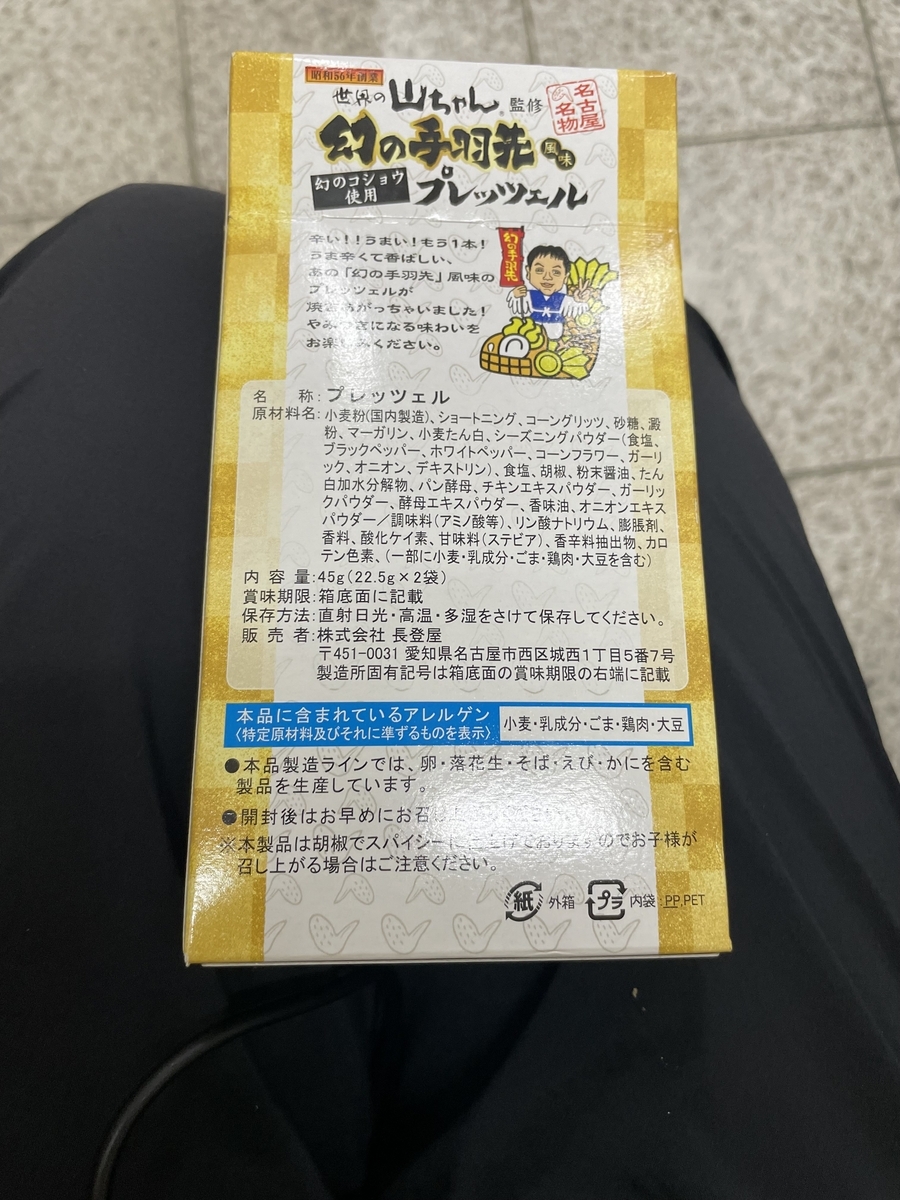 昭和56年創業
世界の山ちゃん®監修
名古屋名物
幻の手羽先風味
幻のコショウ使用
プレッツェル
辛い!!うまい!もう1本!
うま辛くて香ばしい、
あの「幻の手羽先」風味の
プレッツェルが
焼きあがっちゃいました!
やみつきになる味わいを
お楽しみください。
幻の手羽先
名 称:プレッツェル
原材料名:小麦粉(国内製造)、ショートニング、コーングリッツ、砂糖、澱
粉、マーガリン、小麦たん白、シーズニングパウダー(食塩、
ブラックペッパー、ホワイトペッパー、コーンフラワー、ガーリ
ック、オニオン、デキストリン)、食塩、胡椒、粉末醤油、たん
白加水分解物、パン酵母、チキンエキスパウダー、ガーリッ
クパウダー、酵母エキスパウダー、香味油、オニオンエキス
パウダー/調味料(アミノ酸等)、リン酸ナトリウム、膨脹剤、
香料、酸化ケイ素、甘味料(ステビア)、香辛料抽出物、カロ
テン色素、(一部に小麦・乳成分・ごま・鶏肉・大豆を含む)
内 容 量:45g(22.5g×2袋)
賞味期限:箱底面に記載
保存方法:直射日光・高温・多湿をさけて保存してください。
販 売 者:株式会社 長登屋
〒451-0031 愛知県名古屋市西区城西1丁目5番7号
製造所固有記号は箱底面の賞味期限の右端に記載
本品に含まれているアレルゲン
〈特定原材料及びそれに準ずるものを表示〉
小麦・乳成分・ごま・鶏肉・大豆
●本品製造ラインでは、卵・落花生・そば・えび・かにを含む
製品を生産しています。
●開封後はお早めにお召し上
※本製品は胡椒でスパイシーに仕上げておりますのでお子様が
召し上がる場合はご注意ください。
紙 外箱 プラ 内袋:PP,PET